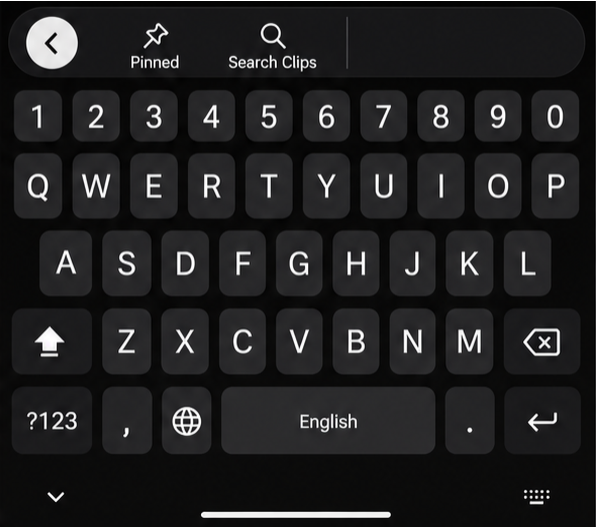 Pinned Search Clips
1 2 3 4 5 6 7 8 9 0
Q W E R T Y U I O P
A S D F G H J K L
Z X C V B N M
?123 , English .